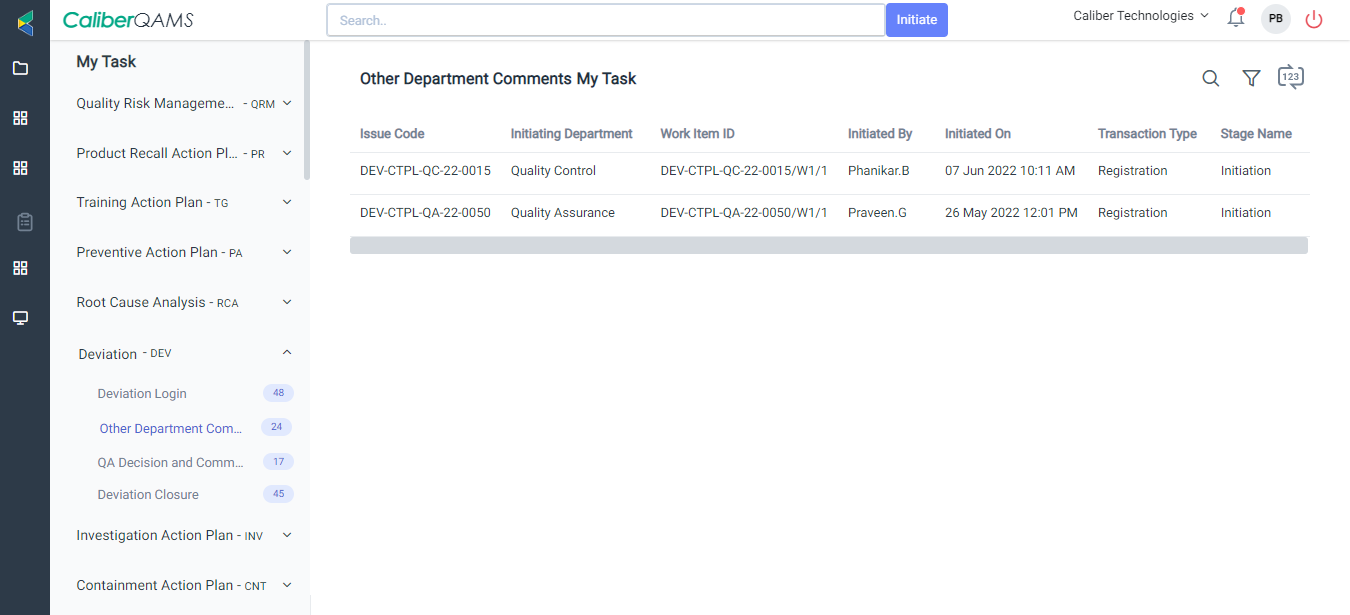 CaliberQAMS
Search..
Initiate
Caliber Technologies
PB
My Task
Quality Risk Manageme... - QRM
Product Recall Action Pl... - PR
Training Action Plan - TG
Preventive Action Plan - PA
Root Cause Analysis - RCA
Deviation - DEV
Deviation Login 48
Other Department Com... 24
QA Decision and Comm... 17
Deviation Closure 45
Investigation Action Plan - INV
Containment Action Plan - CNT
Other Department Comments My Task
123
Issue Code Initiating Department Work Item ID Initiated By Initiated On Transaction Type Stage Name
DEV-CTPL-QC-22-0015 Quality Control DEV-CTPL-QC-22-0015/W1/1 Phanikar.B 07 Jun 2022 10:11 AM Registration Initiation
DEV-CTPL-QA-22-0050 Quality Assurance DEV-CTPL-QA-22-0050/W1/1 Praveen.G 26 May 2022 12:01 PM Registration Initiation